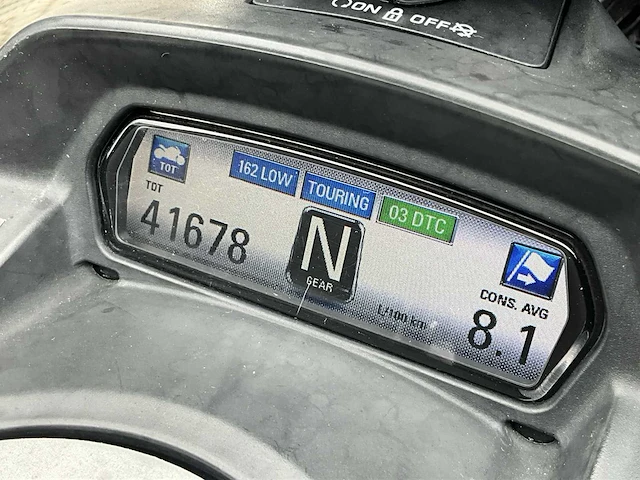 ON OFF
TOT
162 LOW TOURING 03 DTC
TOT
41678
N
GEAR
L/100 km
CONS. AVG
8.1